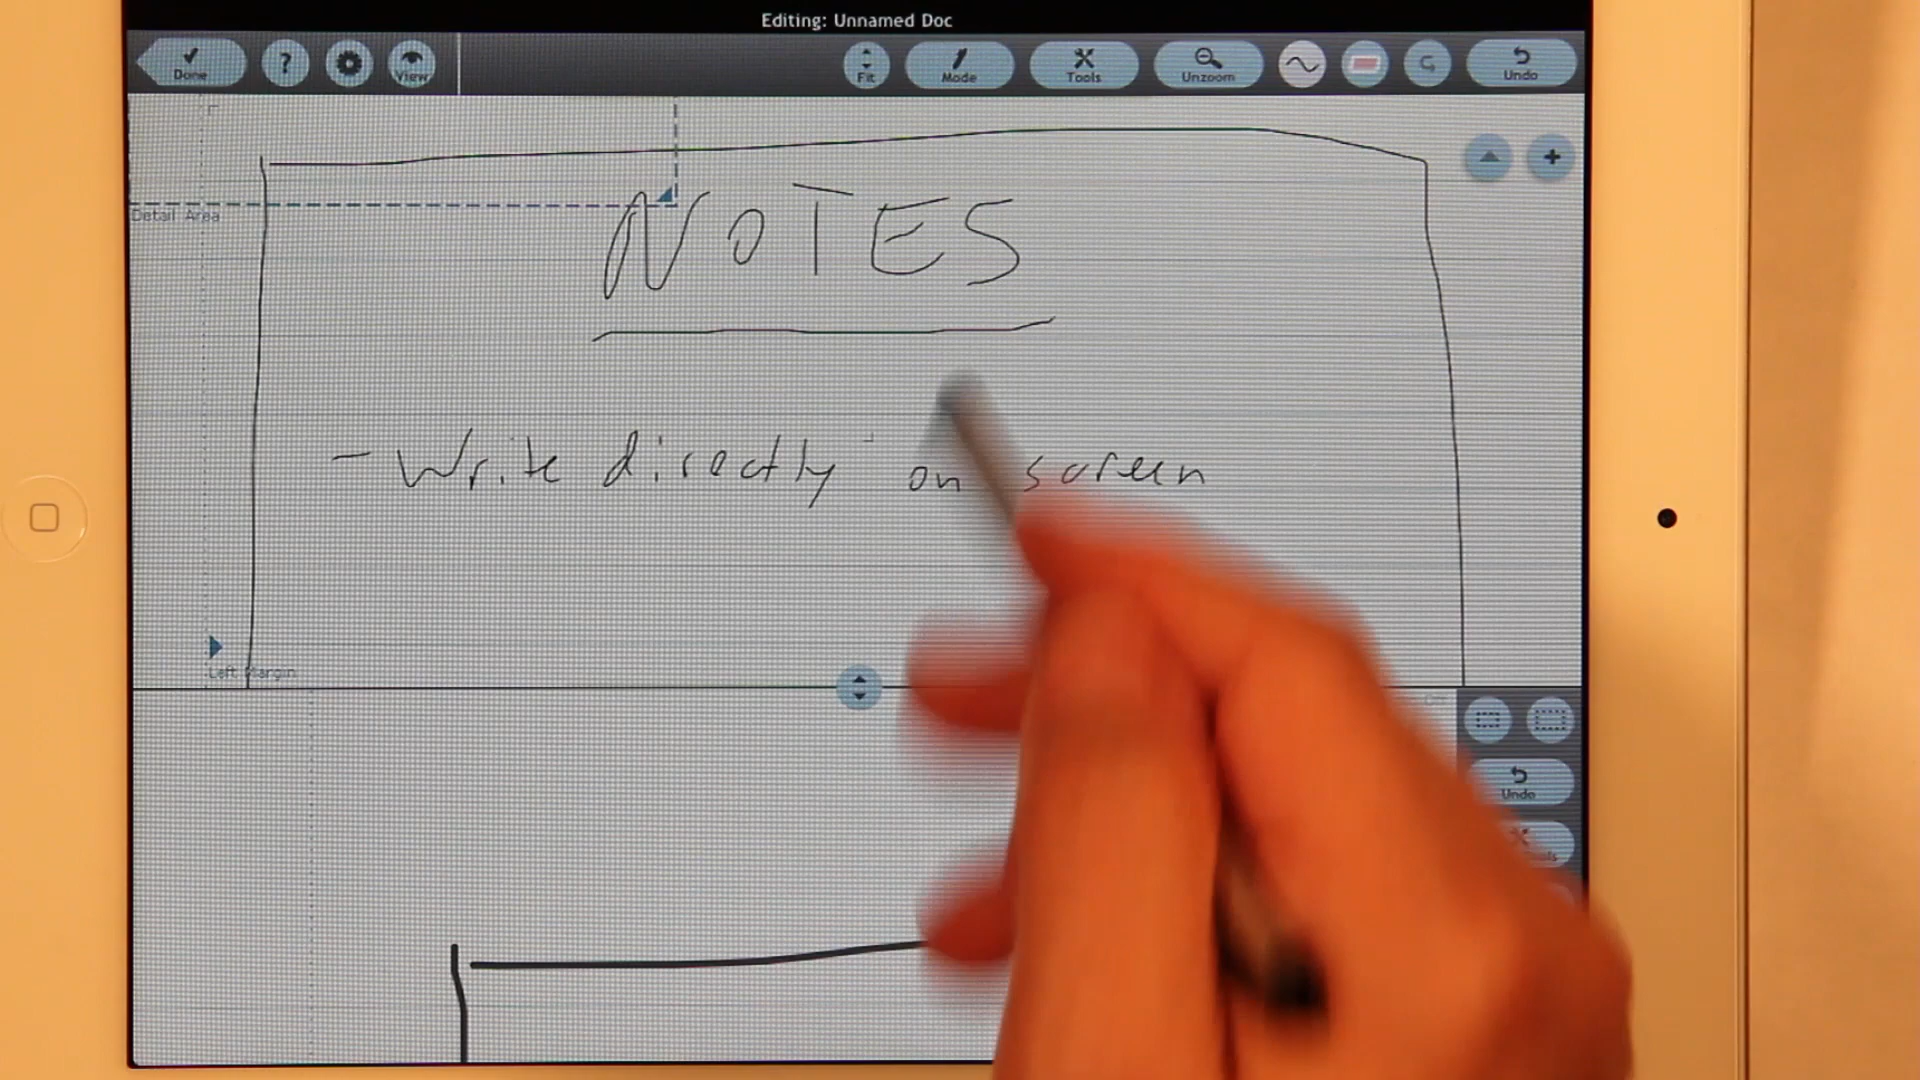 Editing: Unnamed Doc
Done ? View Fit Mode Tools Unzoom Undo
Detail Area
NOTES
- Write directly on screen
Left Margin
Undo